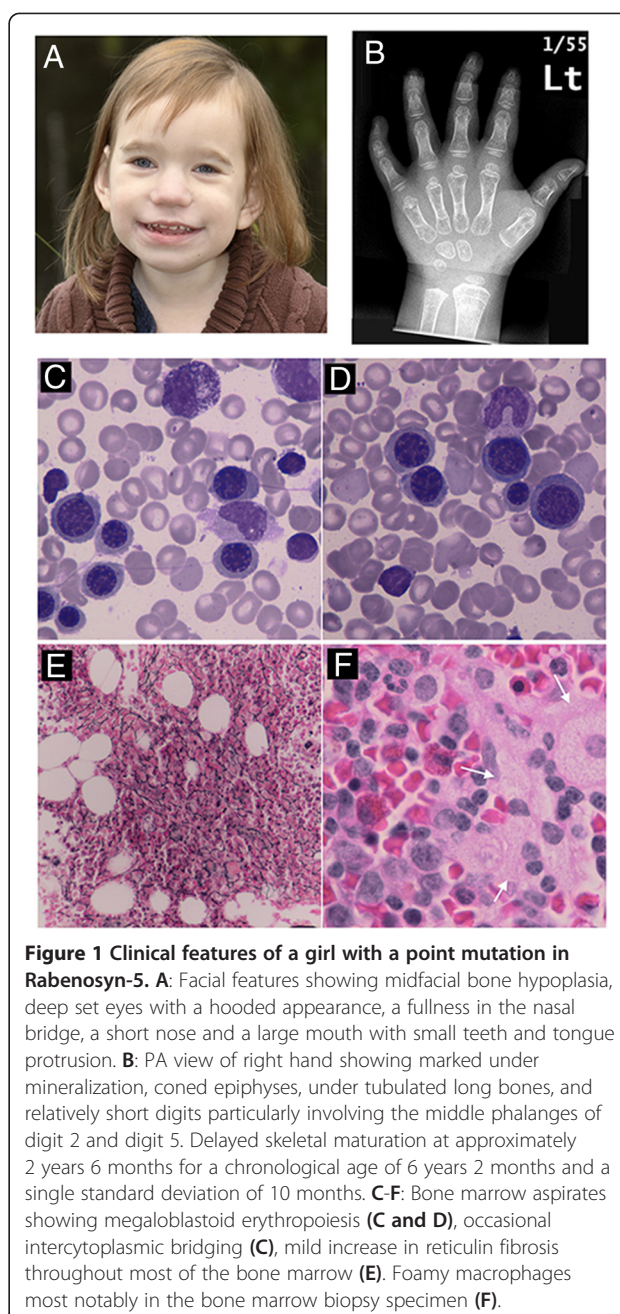 A
B
1/55
Lt
C
D
E
F
Figure 1 Clinical features of a girl with a point mutation in
Rabenosyn-5. A: Facial features showing midfacial bone hypoplasia,
deep set eyes with a hooded appearance, a fullness in the nasal
bridge, a short nose and a large mouth with small teeth and tongue
protrusion. B: PA view of right hand showing marked under
mineralization, coned epiphyses, under tubulated long bones, and
relatively short digits particularly involving the middle phalanges of
digit 2 and digit 5. Delayed skeletal maturation at approximately
2 years 6 months for a chronological age of 6 years 2 months and a
single standard deviation of 10 months. C-F: Bone marrow aspirates
showing megaloblastoid erythropoiesis (C and D), occasional
intercytoplasmic bridging (C), mild increase in reticulin fibrosis
throughout most of the bone marrow (E). Foamy macrophages
most notably in the bone marrow biopsy specimen (F).